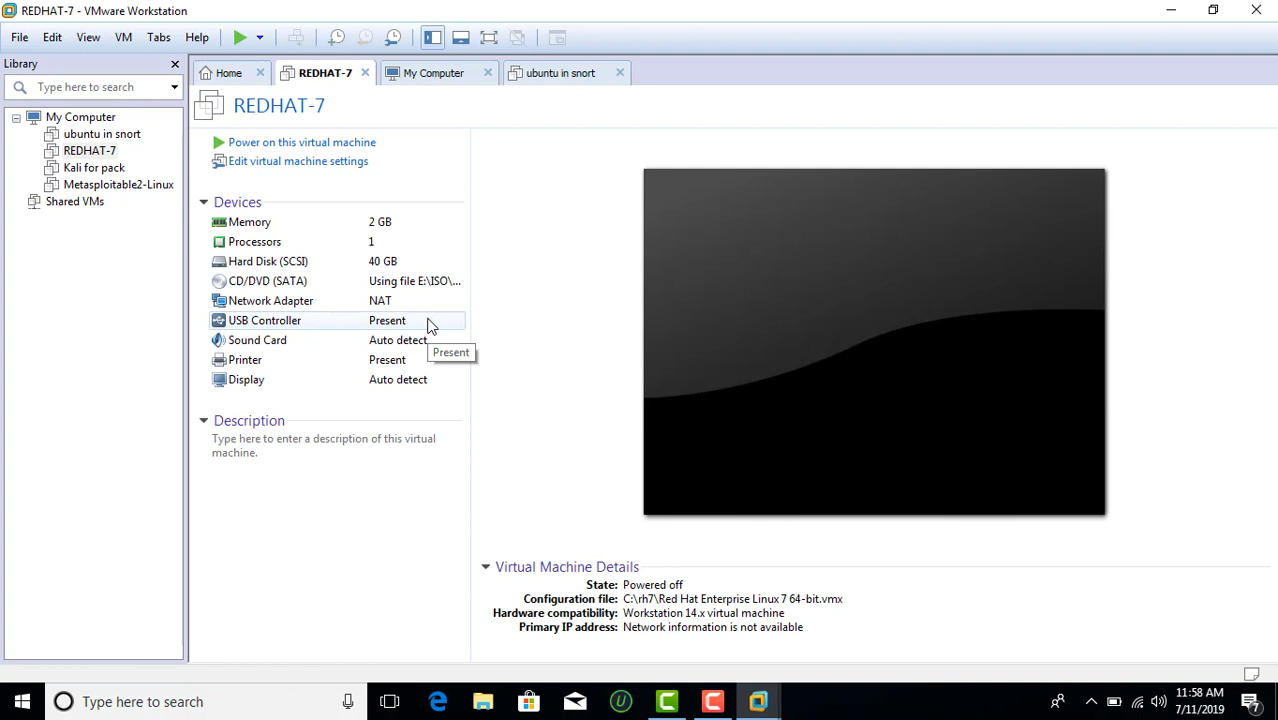 REDHAT-7 - VMware Workstation
File Edit View VM Tabs Help
Library
Type here to search
My Computer
ubuntu in snort
REDHAT-7
Kali for pack
Metasploitable2-Linux
Shared VMs
Home REDHAT-7 My Computer ubuntu in snort
REDHAT-7
Power on this virtual machine
Edit virtual machine settings
Devices
Memory 2 GB
Processors 1
Hard Disk (SCSI) 40 GB
CD/DVD (SATA) Using file E:\ISO\...
Network Adapter NAT
USB Controller Present
Sound Card Auto detect
Present
Printer Present
Display Auto detect
Description
Type here to enter a description of this virtual
machine.
Virtual Machine Details
State: Powered off
Configuration file: C:\rh7\Red Hat Enterprise Linux 7 64-bit.vmx
Hardware compatibility: Workstation 14.x virtual machine
Primary IP address: Network information is not available
Type here to search
11:58 AM
7/11/2019
7